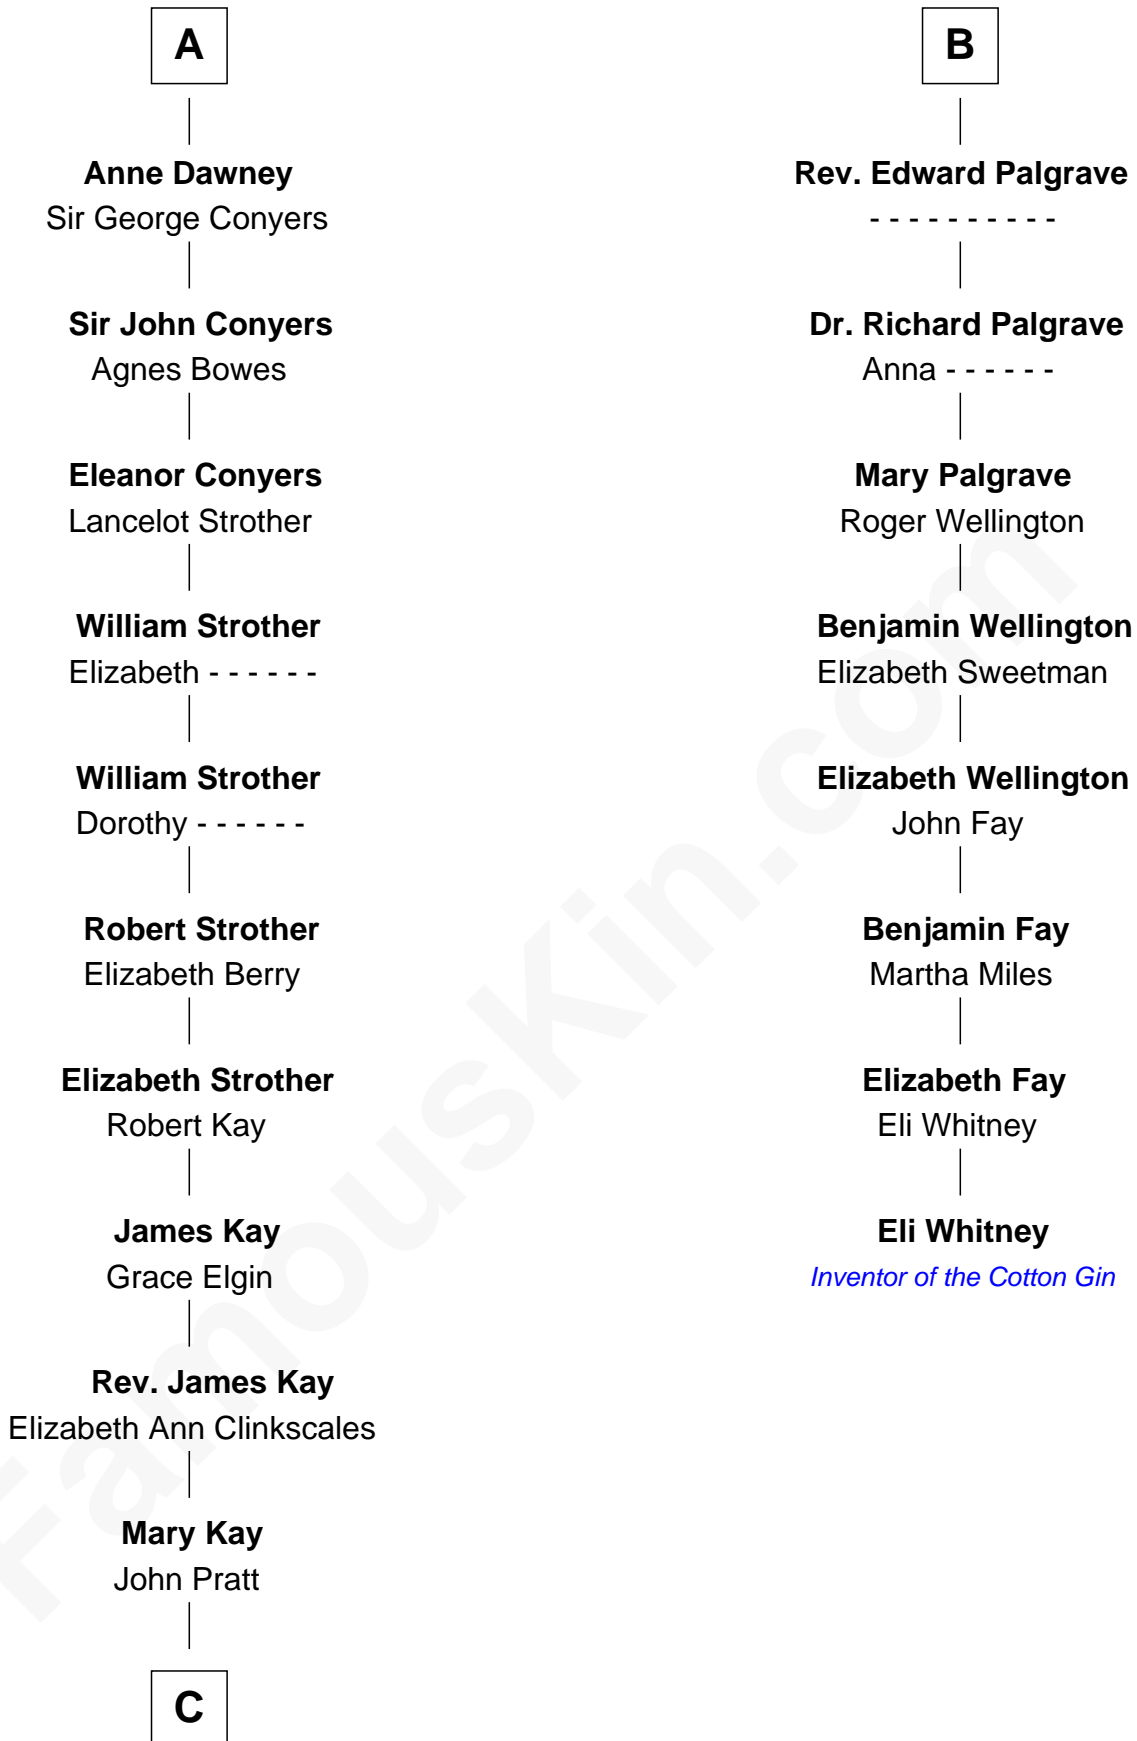 A
Anne Dawney
Sir George Conyers
Sir John Conyers
Agnes Bowes
Eleanor Conyers
Lancelot Strother
William Strother
Elizabeth - - - - - -
William Strother
Dorothy - - - - - -
Robert Strother
Elizabeth Berry
Elizabeth Strother
Robert Kay
James Kay
Grace Elgin
Rev. James Kay
Elizabeth Ann Clinkscales
Mary Kay
John Pratt
C
B
Rev. Edward Palgrave
- - - - - - - - - -
Dr. Richard Palgrave
Anna - - - - - -
Mary Palgrave
Roger Wellington
Benjamin Wellington
Elizabeth Sweetman
Elizabeth Wellington
John Fay
Benjamin Fay
Martha Miles
Elizabeth Fay
Eli Whitney
Eli Whitney
Inventor of the Cotton Gin
FamousKin.com